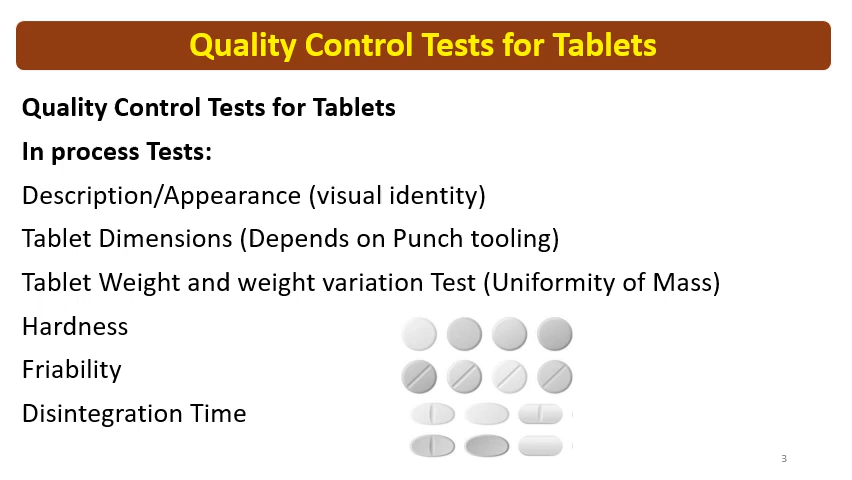 Quality Control Tests for Tablets
Quality Control Tests for Tablets
In process Tests:
Description/Appearance (visual identity)
Tablet Dimensions (Depends on Punch tooling)
Tablet Weight and weight variation Test (Uniformity of Mass)
Hardness
Friability
Disintegration Time
3